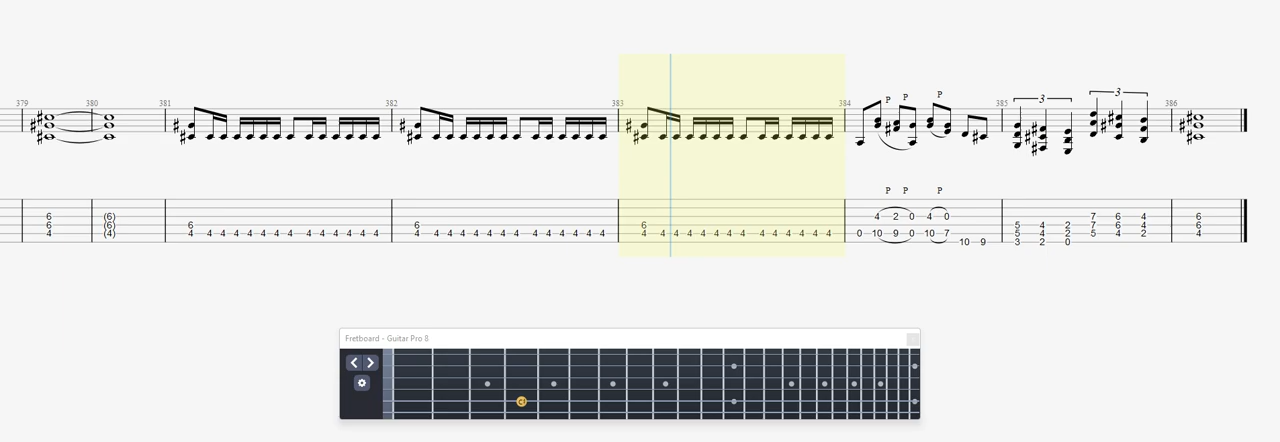 379 380 381 382 383 384 385 386
P P P 3 3
P P P
6 (6) 4 2 0 4 0 7 6 4 6
6 (6) 6 6 6 5 4 2 7 6 4 6
4 (4) 4 4 4 4 4 4 4 4 4 4 4 4 4 4 4 4 4 4 4 4 4 4 4 4 4 4 4 4 4 4 4 4 4 4 4 4 4 4 4 4 4 4 0 10 9 0 10 7 5 4 2 5 4 2 4
10 9 3 2 0
Fretboard - Guitar Pro 8